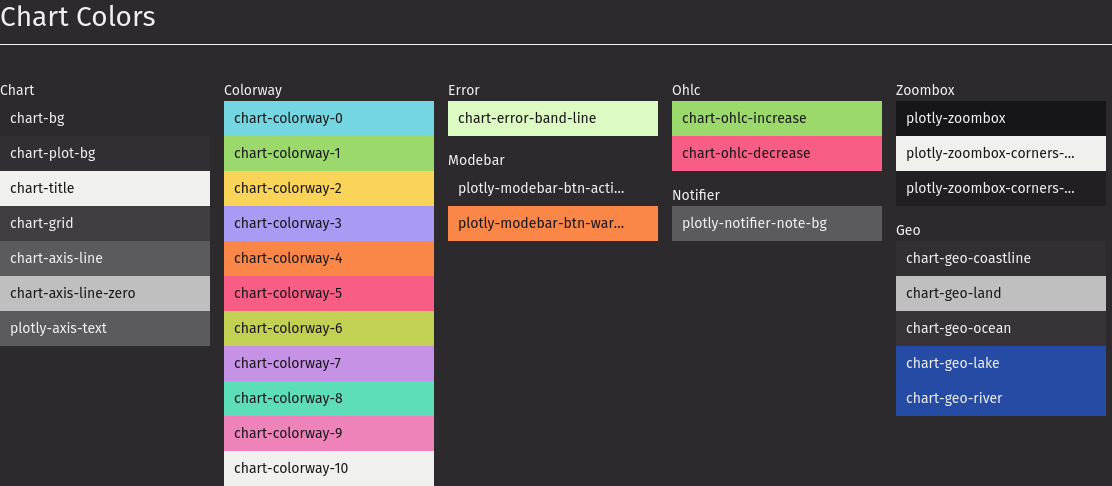 Chart Colors
Chart
chart-bg
chart-plot-bg
chart-title
chart-grid
chart-axis-line
chart-axis-line-zero
plotly-axis-text
Colorway
chart-colorway-0
chart-colorway-1
chart-colorway-2
chart-colorway-3
chart-colorway-4
chart-colorway-5
chart-colorway-6
chart-colorway-7
chart-colorway-8
chart-colorway-9
chart-colorway-10
Error
chart-error-band-line
Modebar
plotly-modebar-btn-acti...
plotly-modebar-btn-war...
Ohlc
chart-ohlc-increase
chart-ohlc-decrease
Notifier
plotly-notifier-note-bg
Zoombox
plotly-zoombox
plotly-zoombox-corners-...
plotly-zoombox-corners-...
Geo
chart-geo-coastline
chart-geo-land
chart-geo-ocean
chart-geo-lake
chart-geo-river